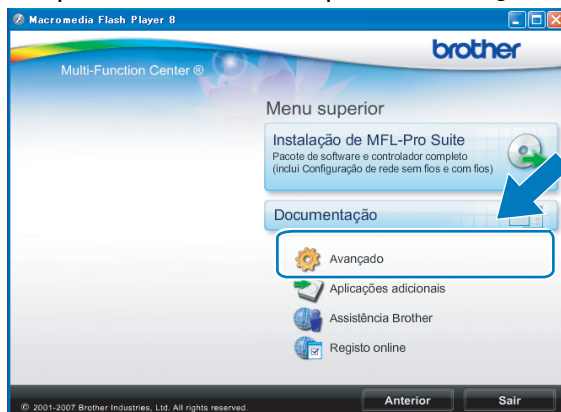 Macromedia Flash Player 8
brother
Multi-Function Center ®
Menu superior
Instalação de MFL-Pro Suite
Pacote de software e controlador completo
(inclui Configuração de rede sem fios e com fios)
Documentação
Avançado
Aplicações adicionais
Assistência Brother
Registo online
Anterior
Sair
© 2001-2007 Brother Industries, Ltd. All rights reserved.